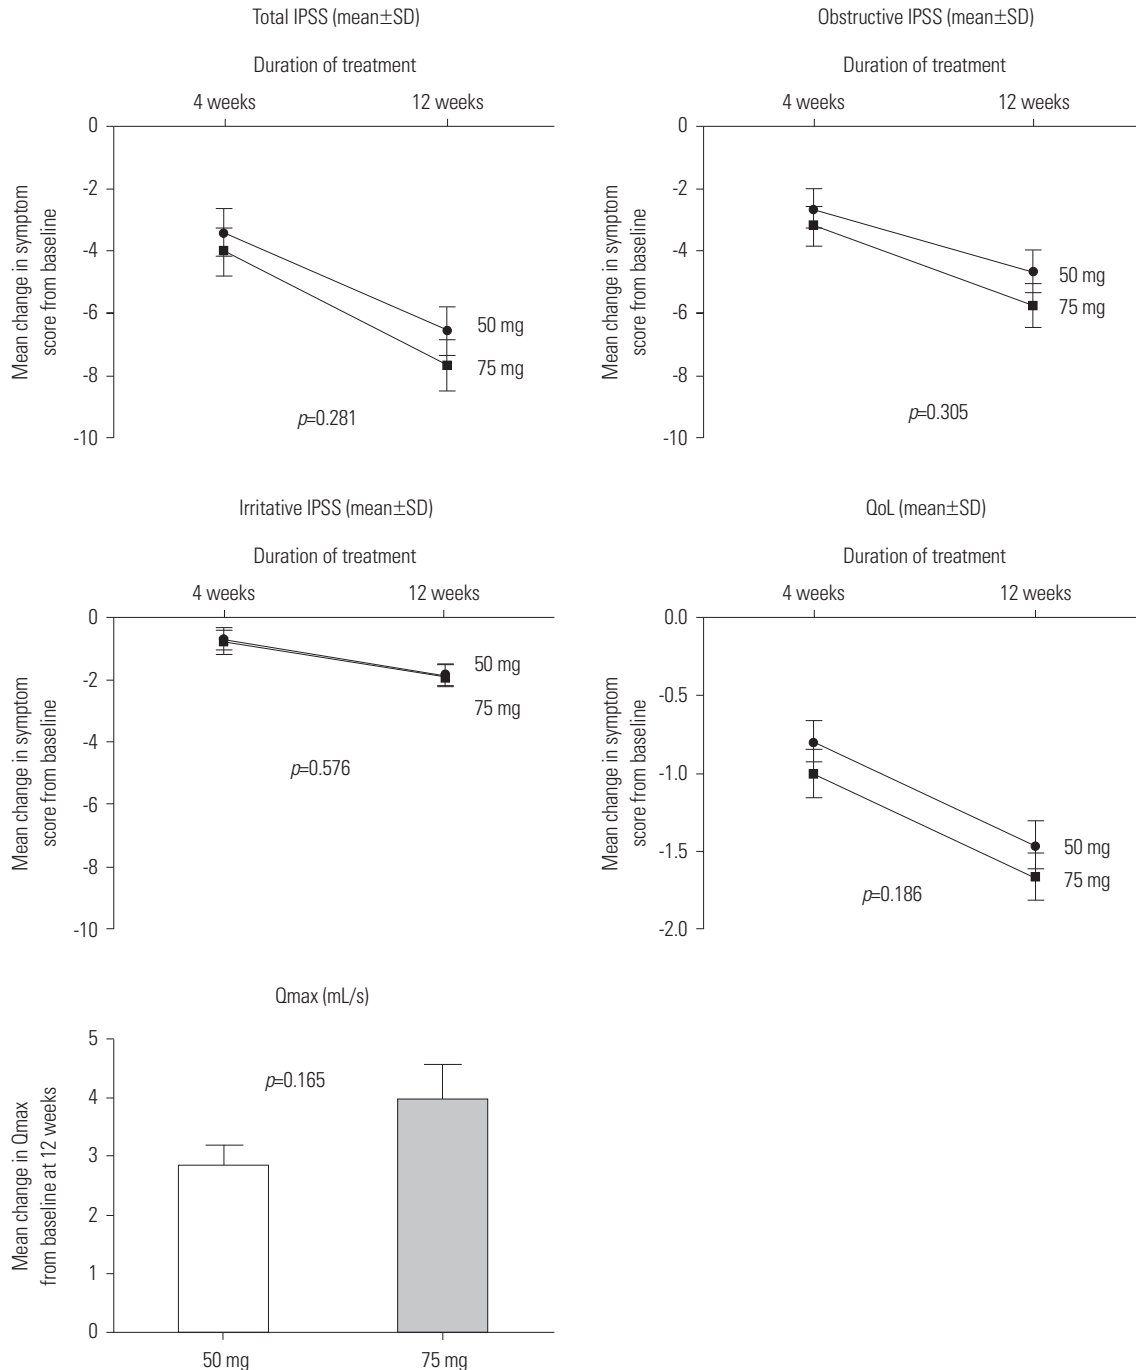 Total IPSS (mean±SD)
Duration of treatment
4 weeks
12 weeks
0
-2
-4
-6
-8
-10
Mean change in symptom
score from baseline
50 mg
75 mg
p=0.281
Obstructive IPSS (mean±SD)
Duration of treatment
4 weeks
12 weeks
0
-2
-4
-6
-8
-10
Mean change in symptom
score from baseline
50 mg
75 mg
p=0.305
Irritative IPSS (mean±SD)
Duration of treatment
4 weeks
12 weeks
0
-2
-4
-6
-8
-10
Mean change in symptom
score from baseline
50 mg
75 mg
p=0.576
QoL (mean±SD)
Duration of treatment
4 weeks
12 weeks
0.0
-0.5
-1.0
-1.5
-2.0
Mean change in symptom
score from baseline
50 mg
75 mg
p=0.186
Qmax (mL/s)
5
4
3
2
1
0
Mean change in Qmax
from baseline at 12 weeks
p=0.165
50 mg
75 mg